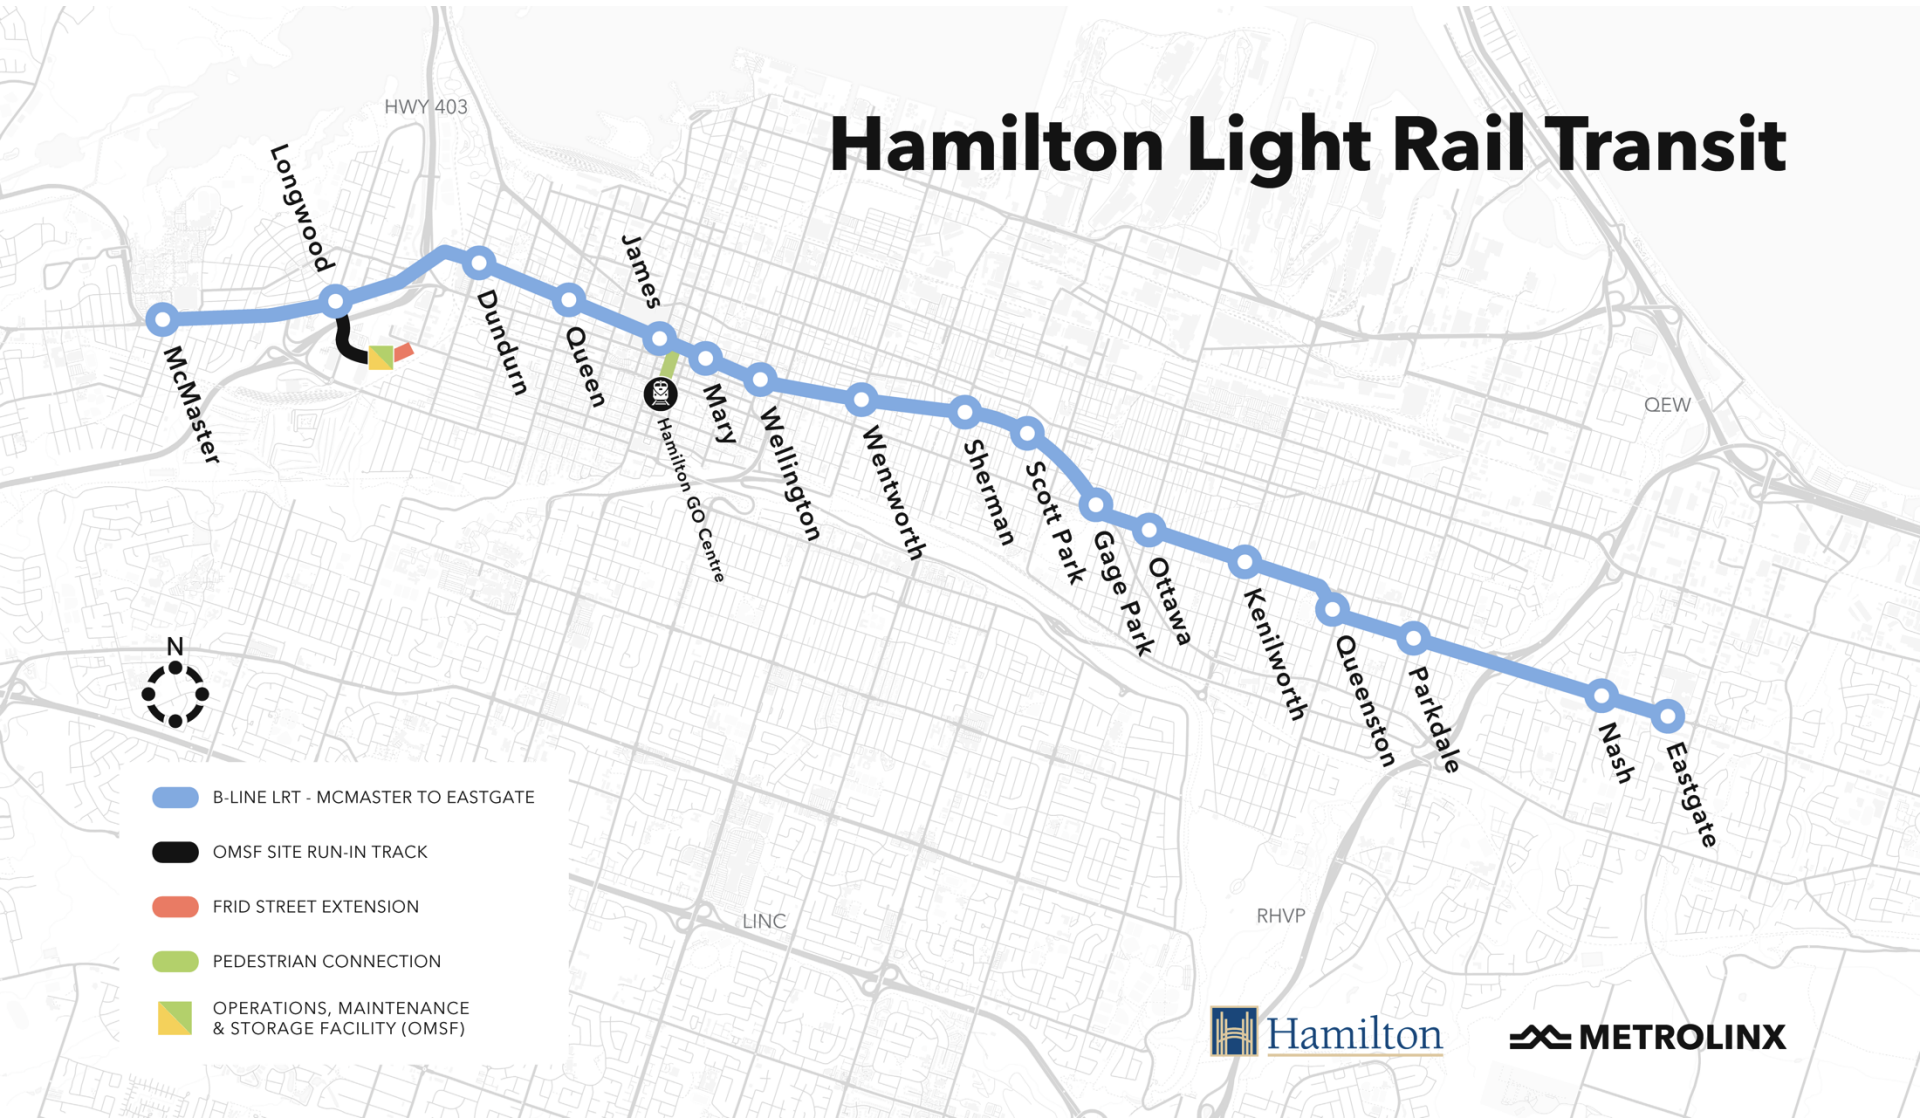 Hamilton Light Rail Transit
HWY 403
Longwood
James
McMaster
Dundurn
Queen
Hamilton GO Centre
Mary
Wellington
Wentworth
Sherman
Scott Park
Gage Park
Ottawa
Kenilworth
Queenston
Parkdale
Nash
Eastgate
QEW
N
LINC
RHVP
B-LINE LRT - MCMASTER TO EASTGATE
OMSF SITE RUN-IN TRACK
FRID STREET EXTENSION
PEDESTRIAN CONNECTION
OPERATIONS, MAINTENANCE
& STORAGE FACILITY (OMSF)
Hamilton
METROLINX